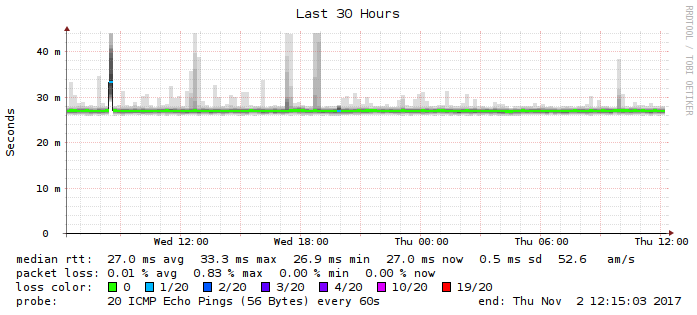 Last 30 Hours
RRDTOOL / TOBI OETIKER
Seconds
40 m
30 m
20 m
10 m
0
Wed 12:00 Wed 18:00 Thu 00:00 Thu 06:00 Thu 12:00
median rtt: 27.0 ms avg 33.3 ms max 26.9 ms min 27.0 ms now 0.5 ms sd 52.6 am/s
packet loss: 0.01 % avg 0.83 % max 0.00 % min 0.00 % now
loss color: 0 1/20 2/20 3/20 4/20 10/20 19/20
probe: 20 ICMP Echo Pings (56 Bytes) every 60s end: Thu Nov 2 12:15:03 2017